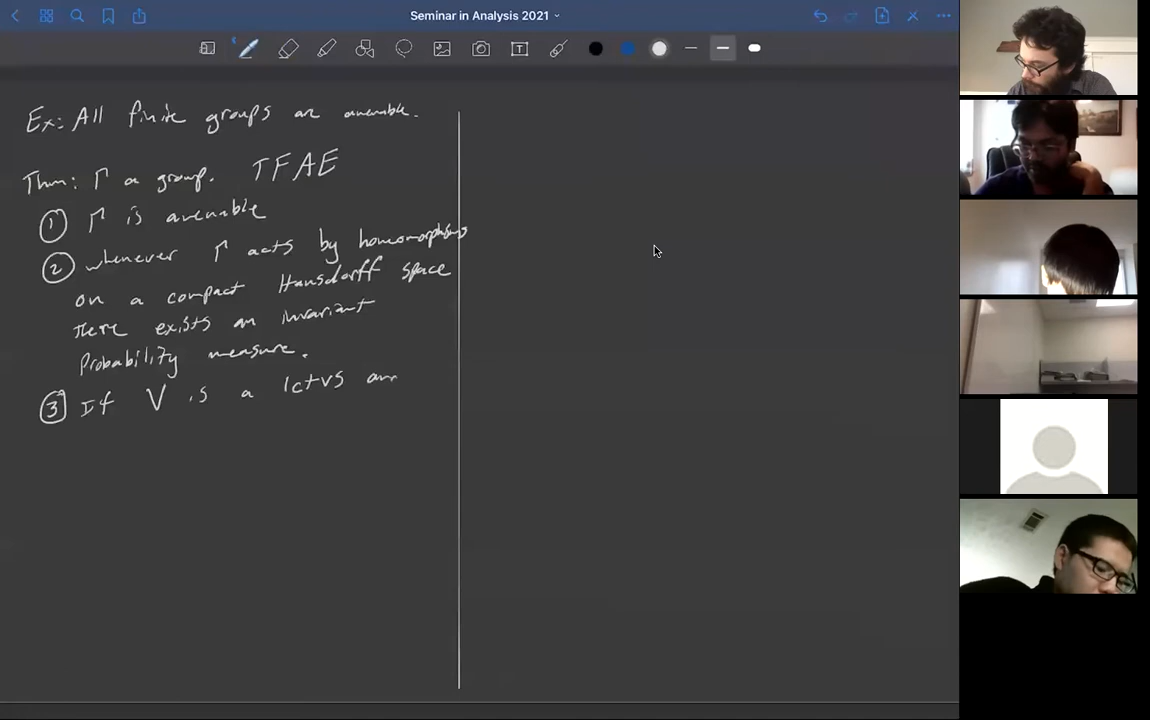 Seminar in Analysis 2021
Ex: All finite groups are amenable.
Thm: Γ a group. TFAE
① Γ is amenable
② whenever Γ acts by homeomorphisms
on a compact Hausdorff space
there exists an invariant
Probability measure.
③ If V is a lctvs an